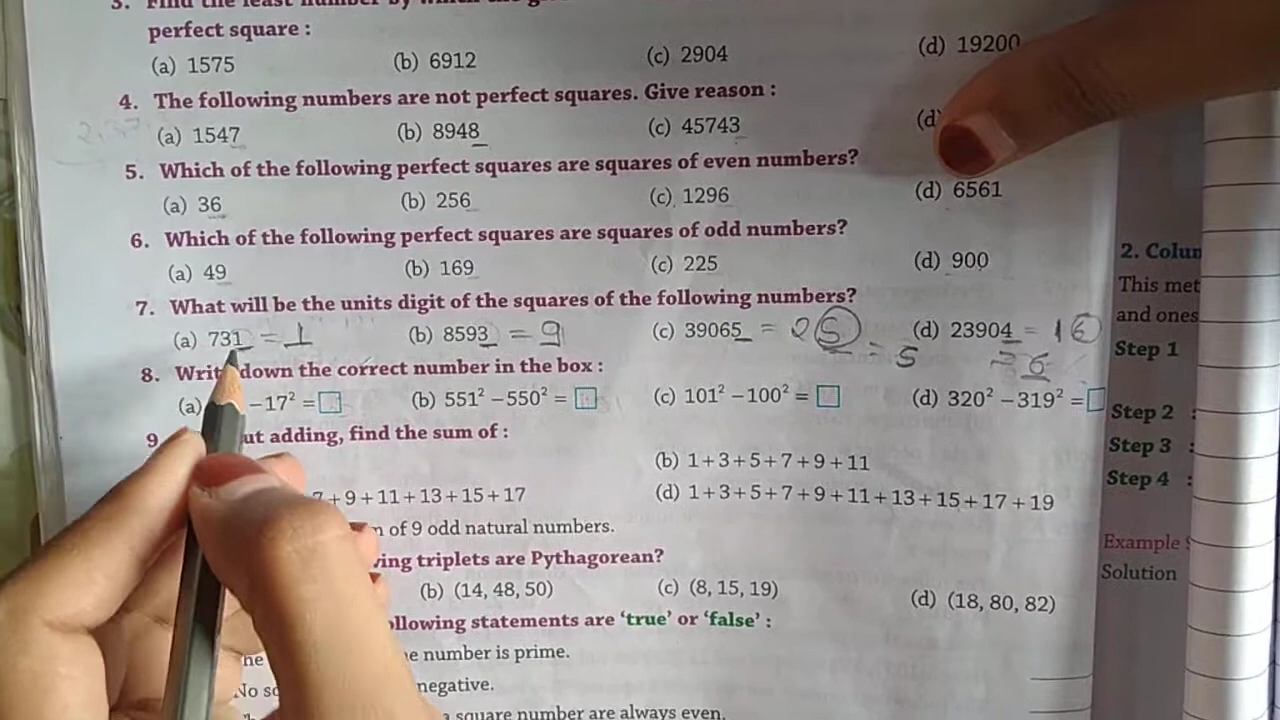 perfect square :
(a) 1575 (b) 6912 (c) 2904 (d) 19200
4. The following numbers are not perfect squares. Give reason :
(a) 1547 (b) 8948 (c) 45743 (d)
5. Which of the following perfect squares are squares of even numbers?
(a) 36 (b) 256 (c) 1296 (d) 6561
6. Which of the following perfect squares are squares of odd numbers?
(a) 49 (b) 169 (c) 225 (d) 900
7. What will be the units digit of the squares of the following numbers?
(a) 731 = 1 (b) 8593 = 9 (c) 39065 = 25 = 5 (d) 23904 = 16
6
8. Write down the correct number in the box :
(a) −17² = □ (b) 551² − 550² = □ (c) 101² − 100² = □ (d) 320² − 319² = □
9. adding, find the sum of :
(b) 1+3+5+7+9+11
7+9+11+13+15+17 (d) 1+3+5+7+9+11+13+15+17+19
of 9 odd natural numbers.
triplets are Pythagorean?
(b) (14, 48, 50) (c) (8, 15, 19) (d) (18, 80, 82)
statements are 'true' or 'false' :
number is prime.
No negative.
a square number are always even.
2. Colu
This met
and ones
Step 1
Step 2 :
Step 3 :
Step 4 :
Example
Solution